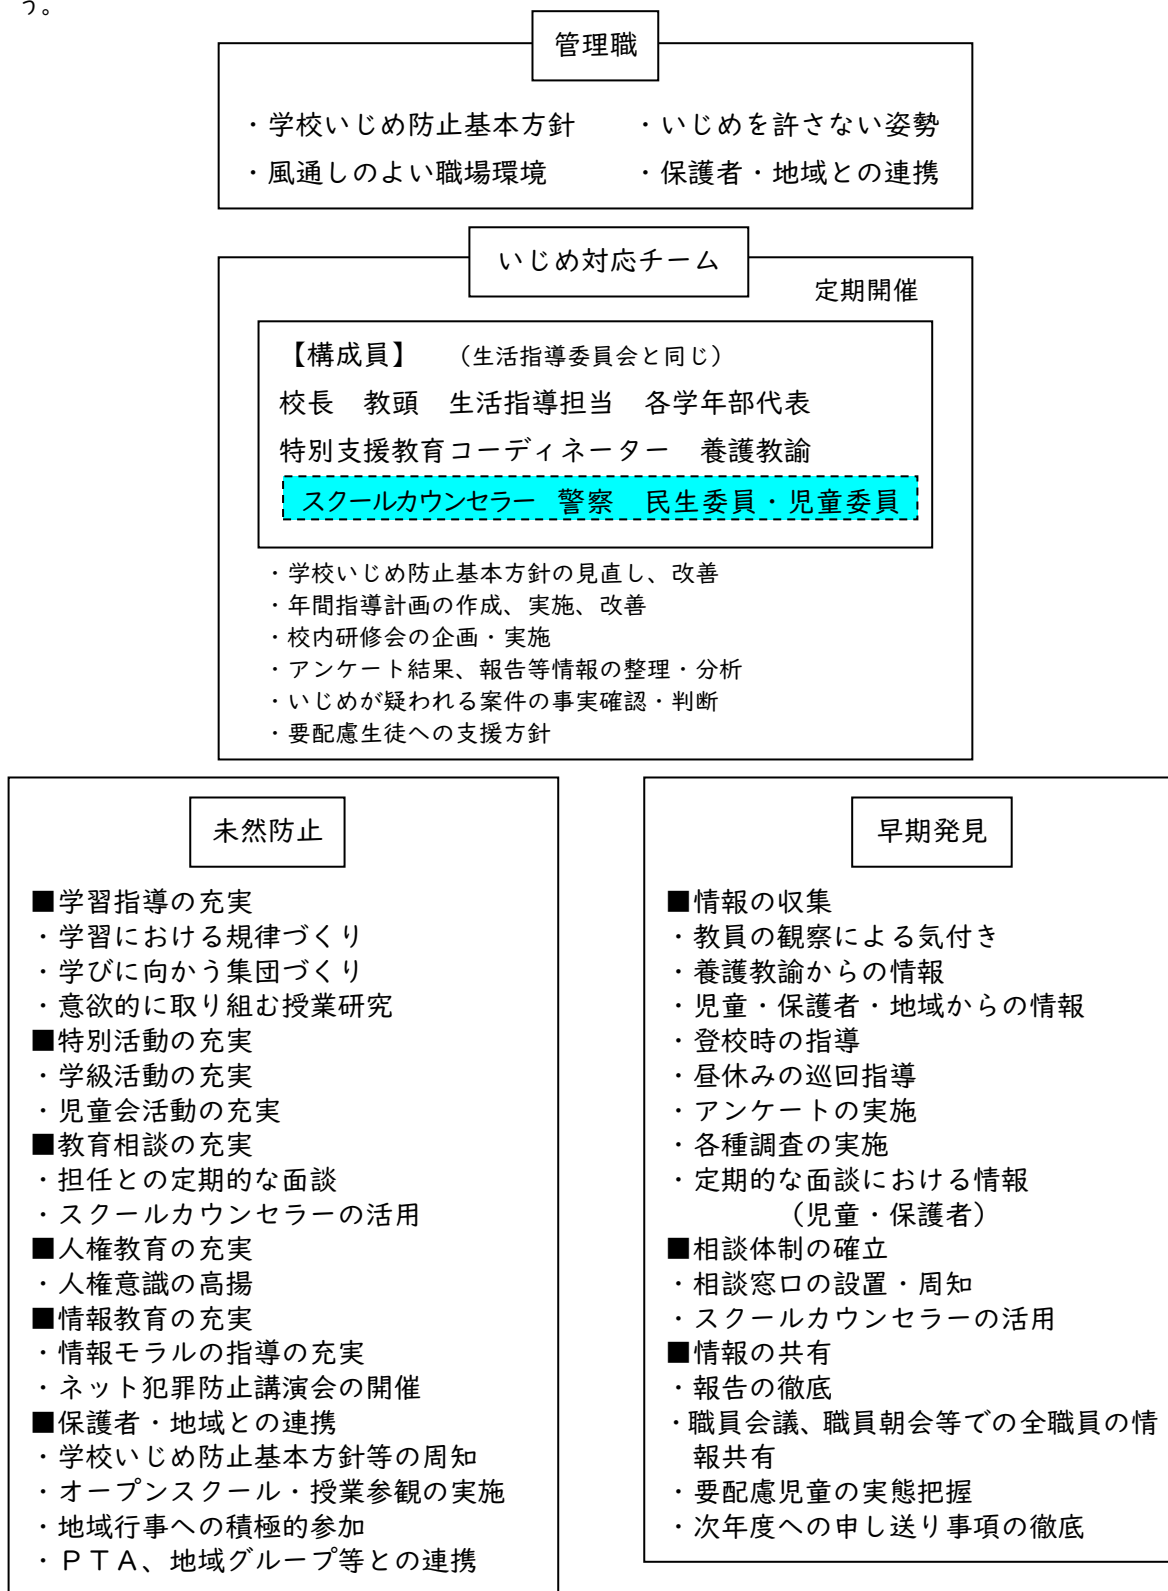 う。
管理職
・学校いじめ防止基本方針　・いじめを許さない姿勢
・風通しのよい職場環境　・保護者・地域との連携
いじめ対応チーム
定期開催
【構成員】　（生活指導委員会と同じ）
校長　教頭　生活指導担当　各学年部代表
特別支援教育コーディネーター　養護教諭
スクールカウンセラー　警察　民生委員・児童委員
・学校いじめ防止基本方針の見直し、改善
・年間指導計画の作成、実施、改善
・校内研修会の企画・実施
・アンケート結果、報告等情報の整理・分析
・いじめが疑われる案件の事実確認・判断
・要配慮生徒への支援方針
未然防止
■学習指導の充実
・学習における規律づくり
・学びに向かう集団づくり
・意欲的に取り組む授業研究
■特別活動の充実
・学級活動の充実
・児童会活動の充実
■教育相談の充実
・担任との定期的な面談
・スクールカウンセラーの活用
■人権教育の充実
・人権意識の高揚
■情報教育の充実
・情報モラルの指導の充実
・ネット犯罪防止講演会の開催
■保護者・地域との連携
・学校いじめ防止基本方針等の周知
・オープンスクール・授業参観の実施
・地域行事への積極的参加
・ＰＴＡ、地域グループ等との連携
早期発見
■情報の収集
・教員の観察による気付き
・養護教諭からの情報
・児童・保護者・地域からの情報
・登校時の指導
・昼休みの巡回指導
・アンケートの実施
・各種調査の実施
・定期的な面談における情報
（児童・保護者）
■相談体制の確立
・相談窓口の設置・周知
・スクールカウンセラーの活用
■情報の共有
・報告の徹底
・職員会議、職員朝会等での全職員の情
報共有
・要配慮児童の実態把握
・次年度への申し送り事項の徹底